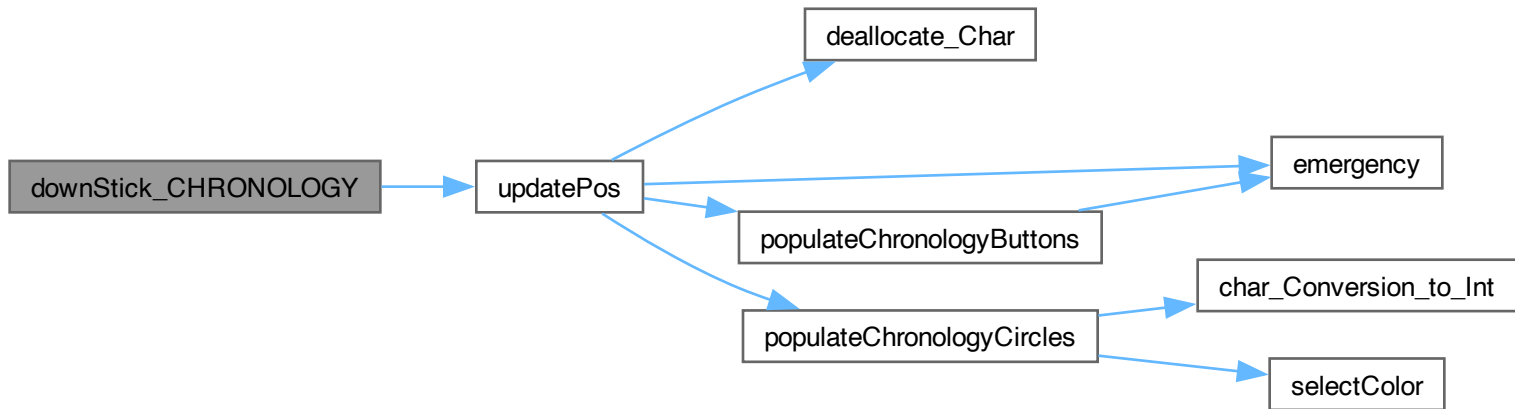 deallocate_Char
downStick_CHRONOLOGY
updatePos
emergency
populateChronologyButtons
char_Conversion_to_Int
populateChronologyCircles
selectColor